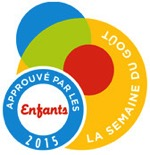 APPROUVÉ PAR LES
Enfants
2015
LA SEMAINE DU GOÛT